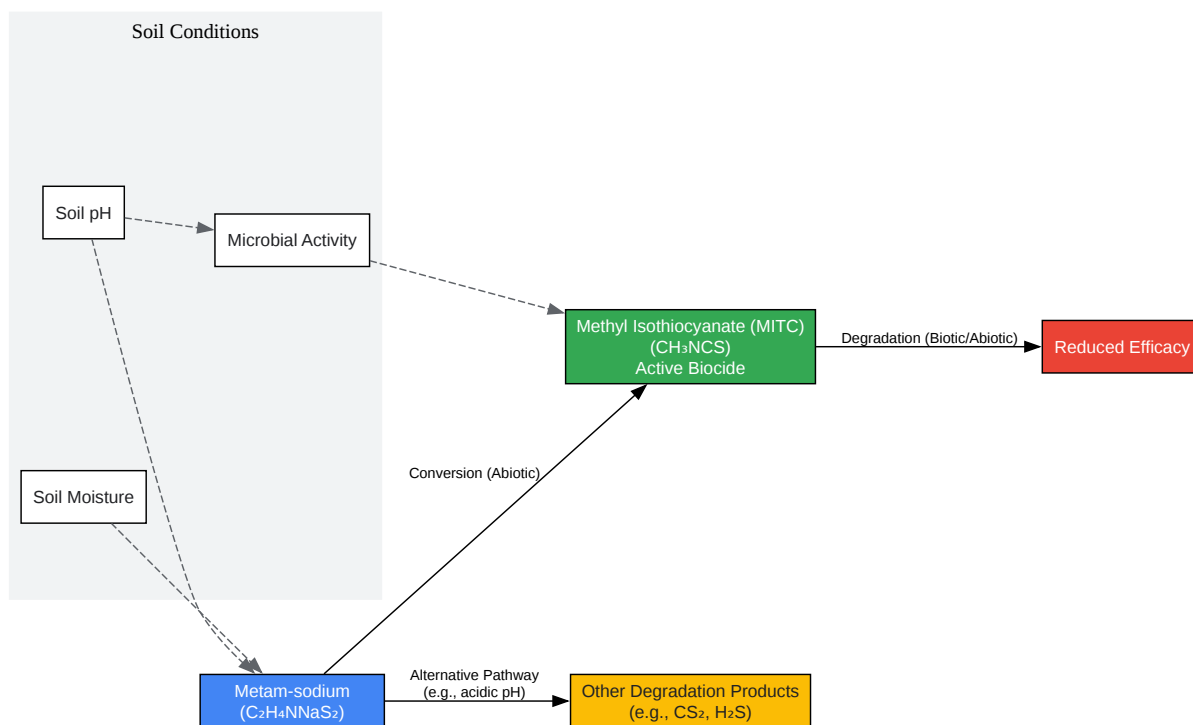 Soil Conditions
Soil pH
Microbial Activity
Methyl Isothiocyanate (MITC)
(CH₃NCS)
Active Biocide
Degradation (Biotic/Abiotic)
Reduced Efficacy
Conversion (Abiotic)
Soil Moisture
Metam-sodium
(C₂H₄NNaS₂)
Alternative Pathway
(e.g., acidic pH)
Other Degradation Products
(e.g., CS₂, H₂S)